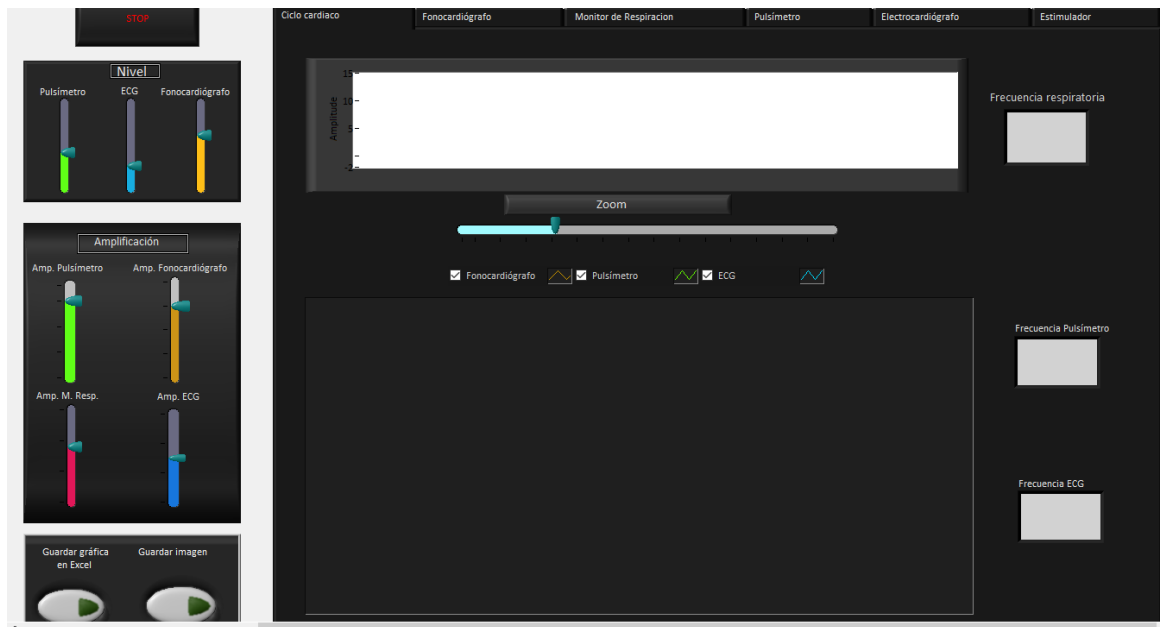 STOP
Nivel
Pulsímetro ECG Fonocardiógrafo
Amplificación
Amp. Pulsímetro Amp. Fonocardiógrafo
Amp. M. Resp. Amp. ECG
Guardar gráfica
en Excel
Guardar imagen
Ciclo cardiaco Fonocardiógrafo Monitor de Respiracion Pulsímetro Electrocardiógrafo Estimulador
Amplitude
15
10
5
-2
Frecuencia respiratoria
Zoom
Fonocardiógrafo Pulsímetro ECG
Frecuencia Pulsímetro
Frecuencia ECG